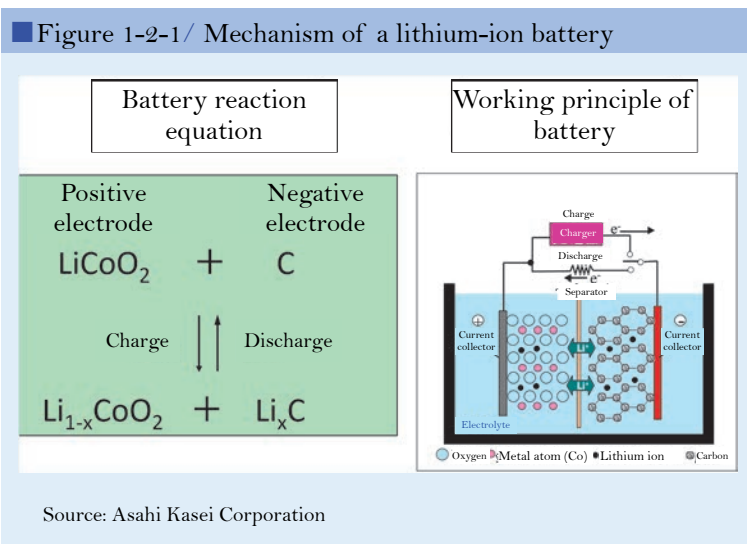 ■Figure 1-2-1/ Mechanism of a lithium-ion battery
Battery reaction
equation
Working principle of
battery
Positive
electrode
Negative
electrode
LiCoO₂ + C
Charge
Discharge
Li₁₋ₓCoO₂ + LiₓC
Charge
Charger
e⁻
Discharge
e⁻
Separator
+
Current
collector
Li⁺
Li⁺
-
Current
collector
Electrolyte
Oxygen
Metal atom (Co)
Lithium ion
Carbon
Source: Asahi Kasei Corporation